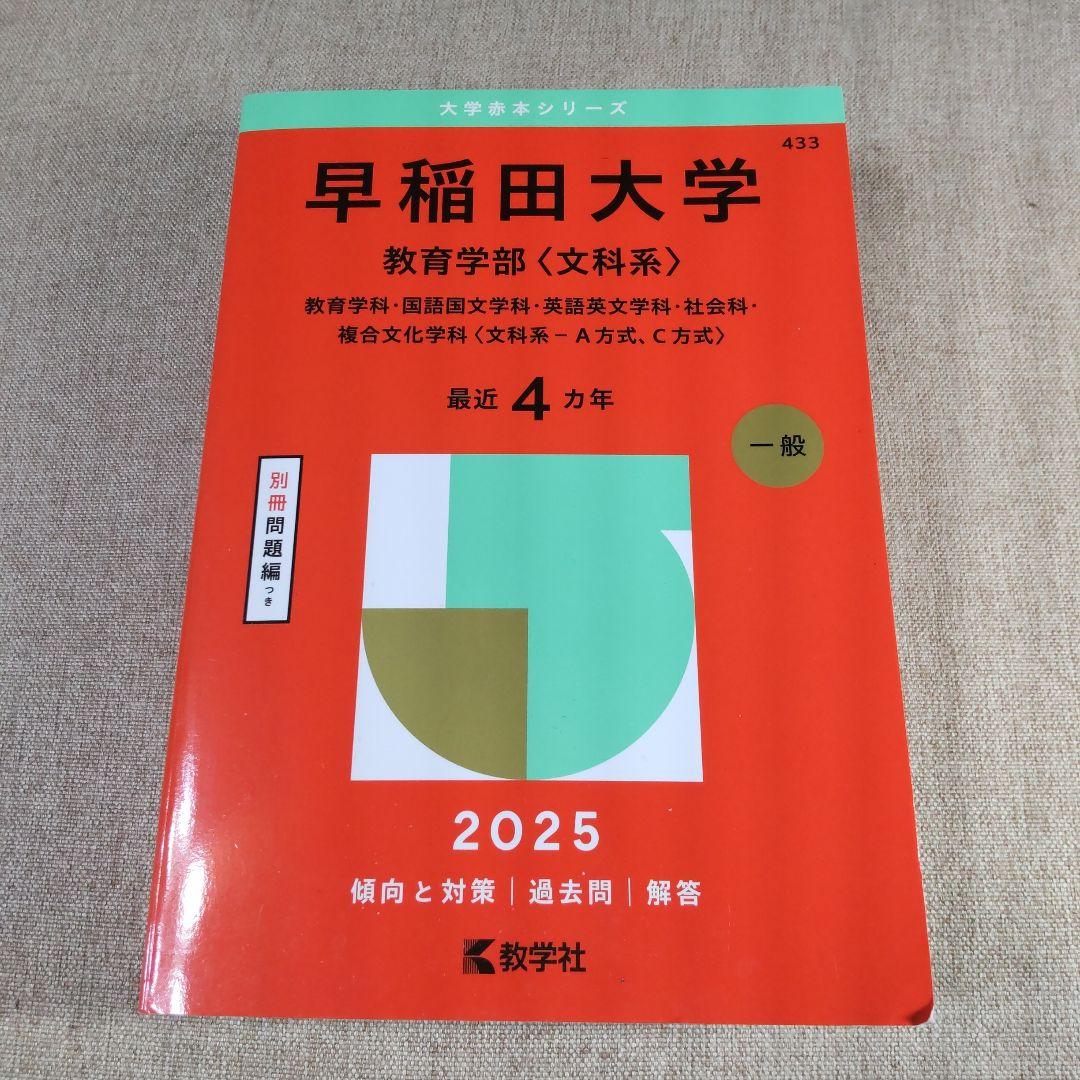 大学赤本シリーズ
433
早稲田大学
教育学部〈文科系〉
教育学科・国語国文学科・英語英文学科・社会科・
複合文化学科〈文科系－A方式、C方式〉
最近4カ年
一般
別冊問題編つき
2025
傾向と対策｜過去問｜解答
教学社